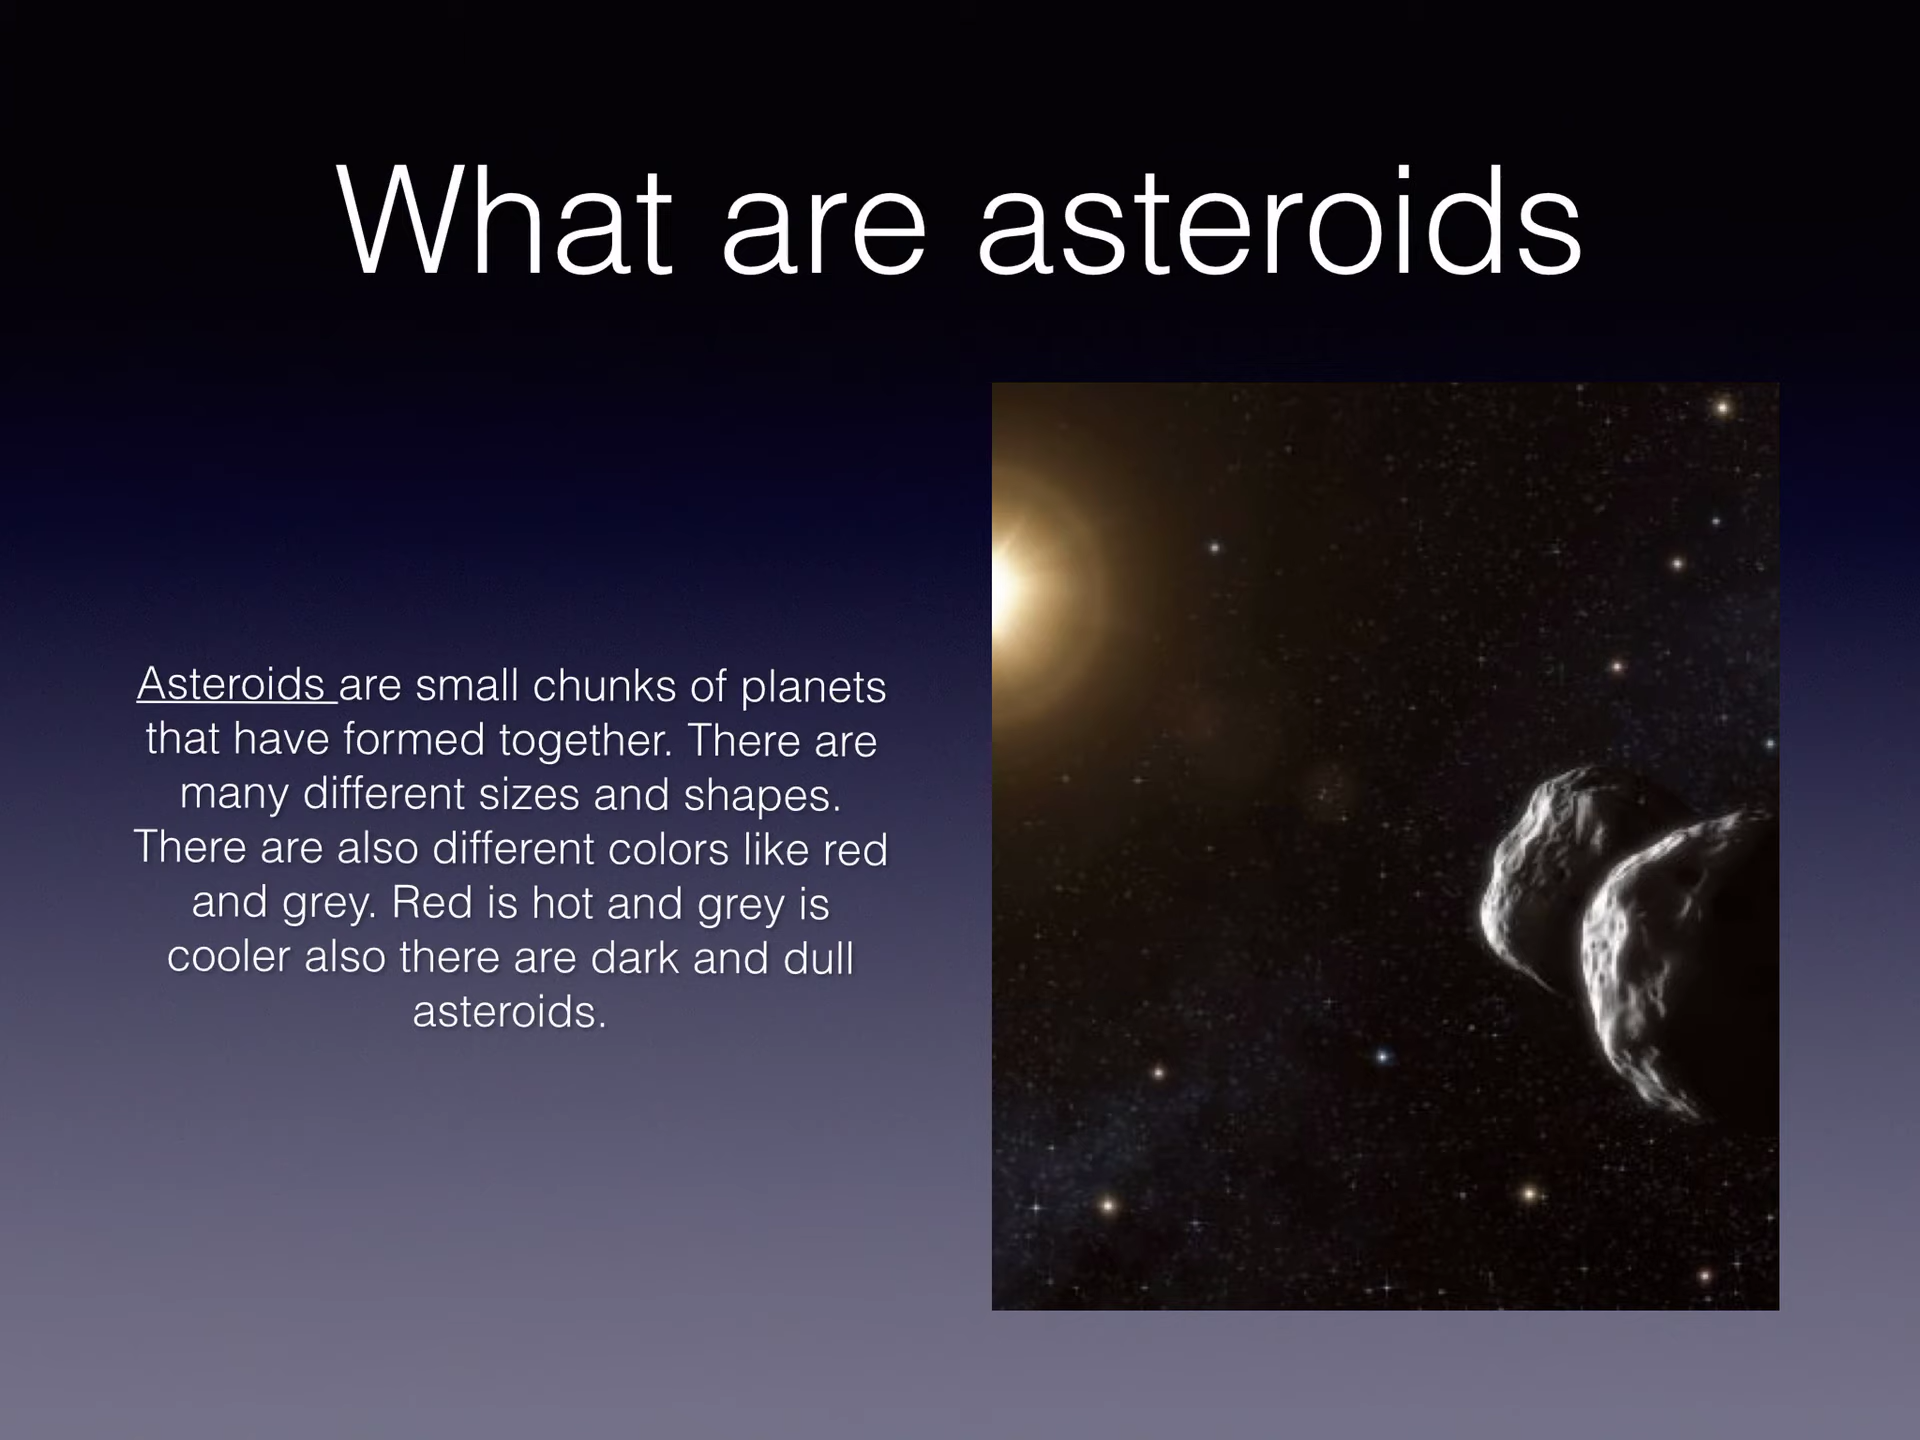 What are asteroids
Asteroids are small chunks of planets
that have formed together. There are
many different sizes and shapes.
There are also different colors like red
and grey. Red is hot and grey is
cooler also there are dark and dull
asteroids.